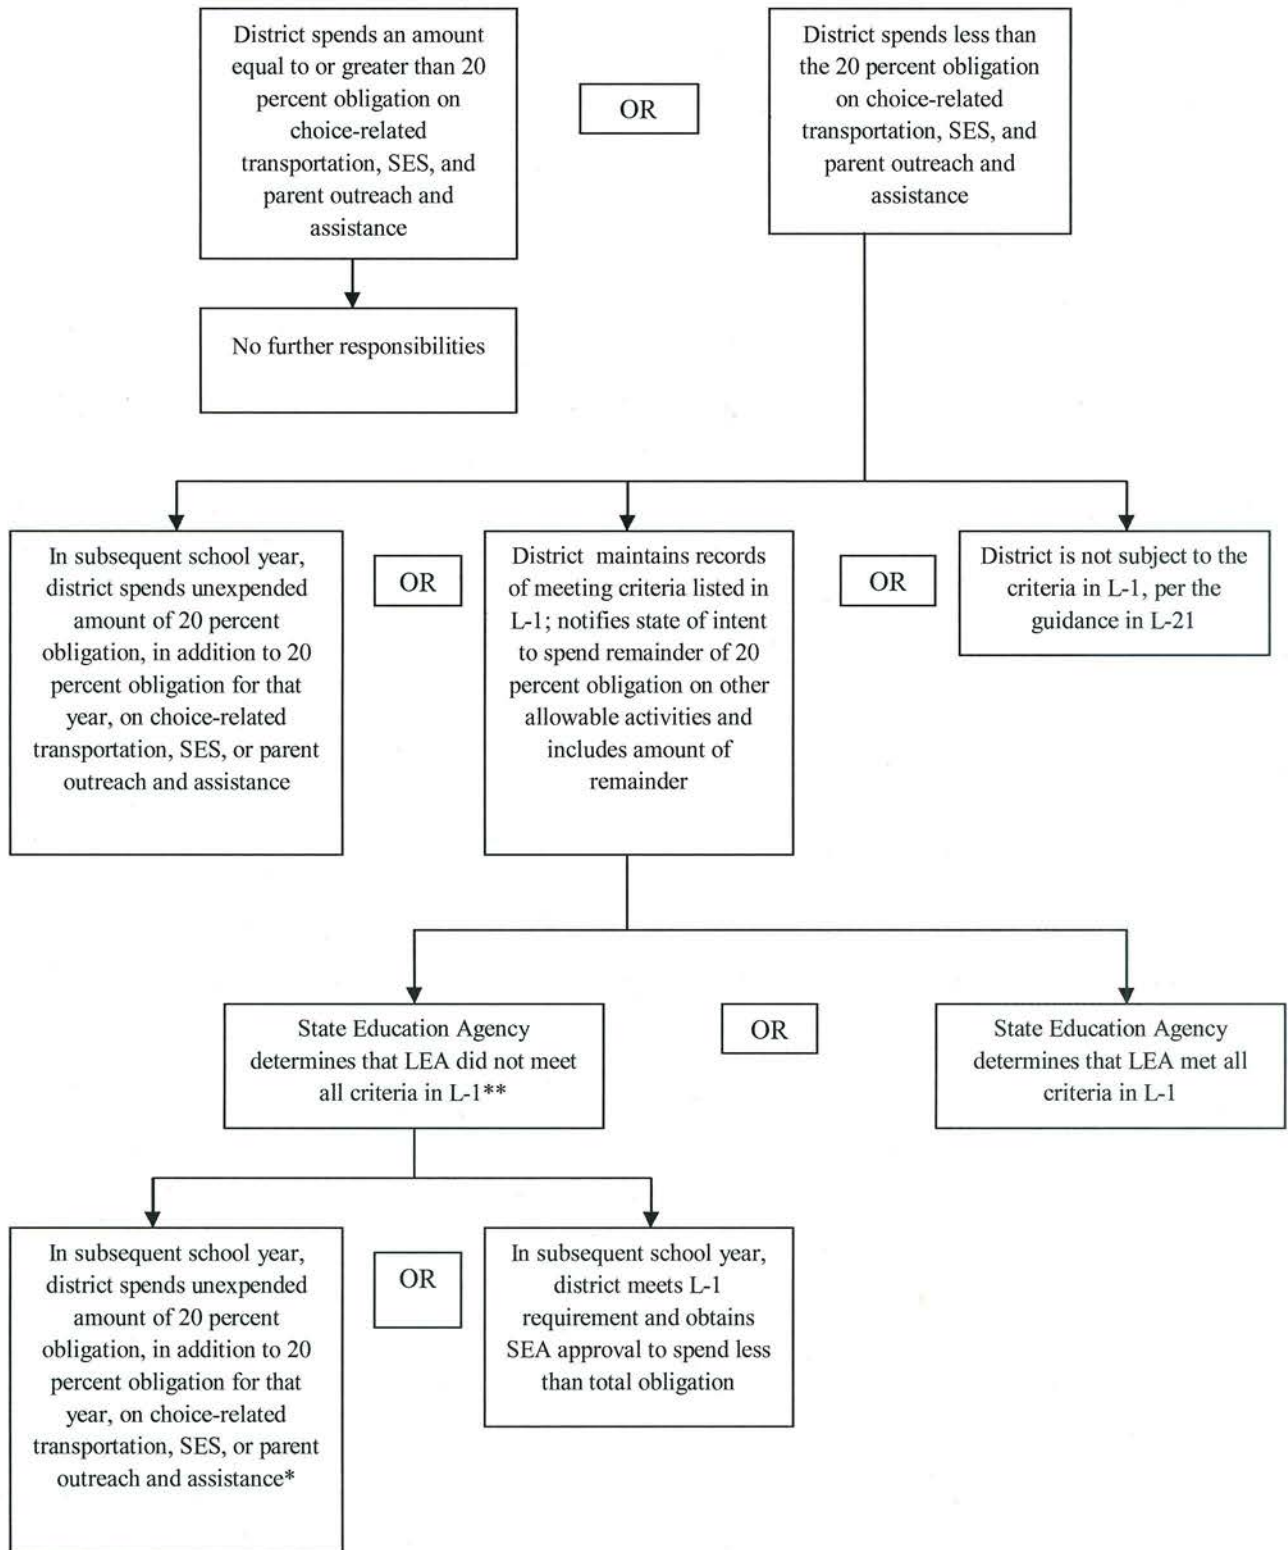 District spends an amount
equal to or greater than 20
percent obligation on
choice-related
transportation, SES, and
parent outreach and
assistance
OR
District spends less than
the 20 percent obligation
on choice-related
transportation, SES, and
parent outreach and
assistance
No further responsibilities
In subsequent school year,
district spends unexpended
amount of 20 percent
obligation, in addition to 20
percent obligation for that
year, on choice-related
transportation, SES, or parent
outreach and assistance
OR
District maintains records
of meeting criteria listed in
L-1; notifies state of intent
to spend remainder of 20
percent obligation on other
allowable activities and
includes amount of
remainder
OR
District is not subject to the
criteria in L-1, per the
guidance in L-21
State Education Agency
determines that LEA did not meet
all criteria in L-1**
OR
State Education Agency
determines that LEA met all
criteria in L-1
In subsequent school year,
district spends unexpended
amount of 20 percent
obligation, in addition to 20
percent obligation for that
year, on choice-related
transportation, SES, or parent
outreach and assistance*
OR
In subsequent school year,
district meets L-1
requirement and obtains
SEA approval to spend less
than total obligation